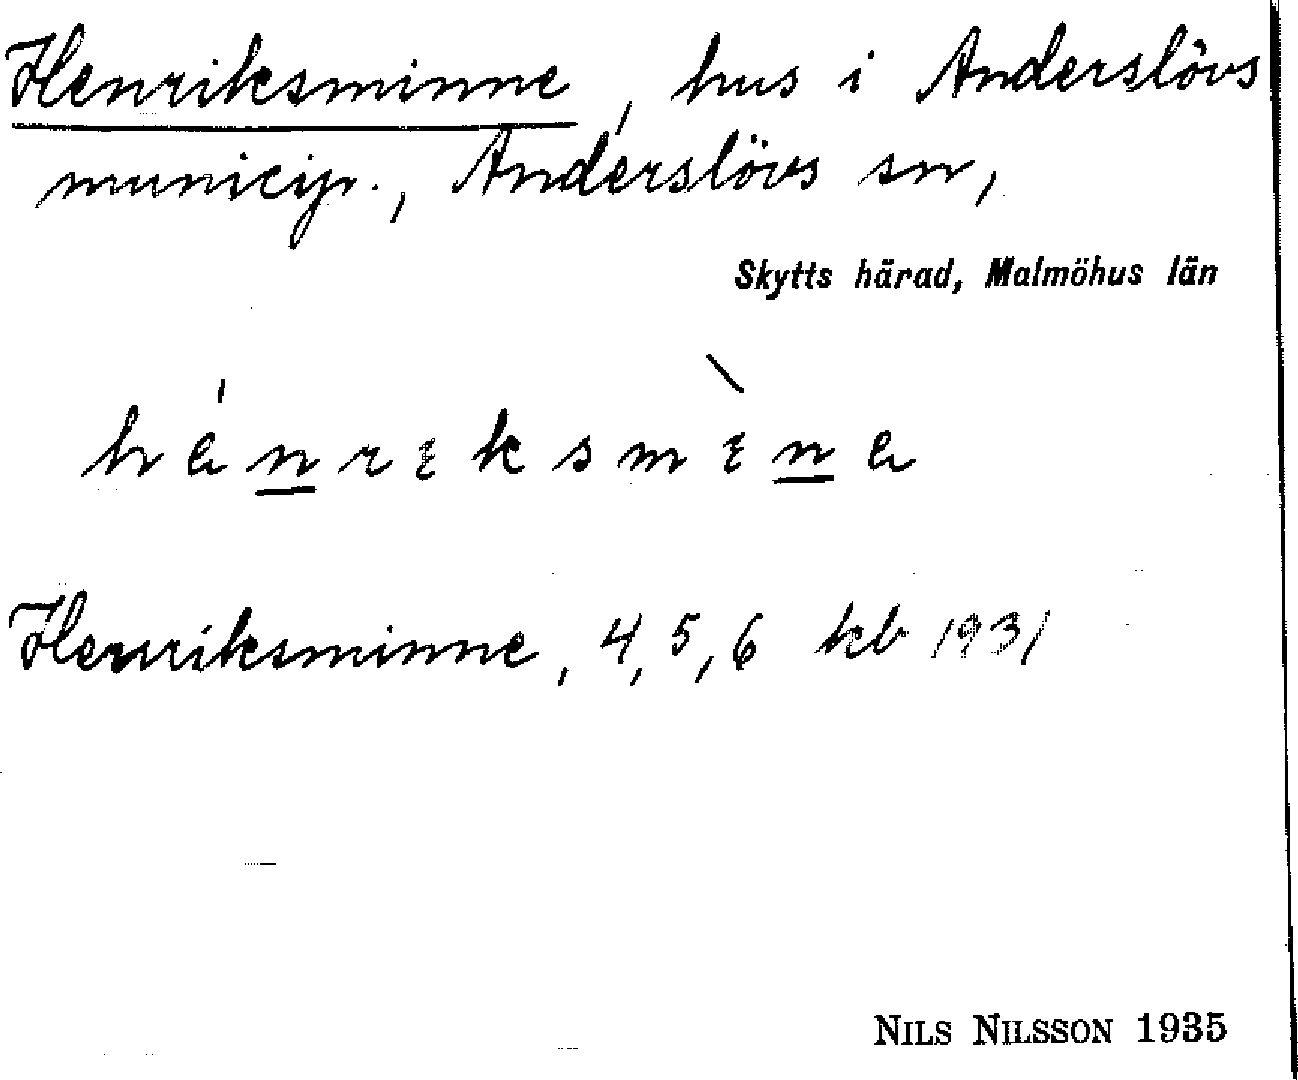 Henriksminne, hus i Anderslövs
municip., Anderslövs sn,
Skytts härad, Malmöhus län
Henriksminne, 4, 5, 6 kb 1931
NILS NILSSON 1935